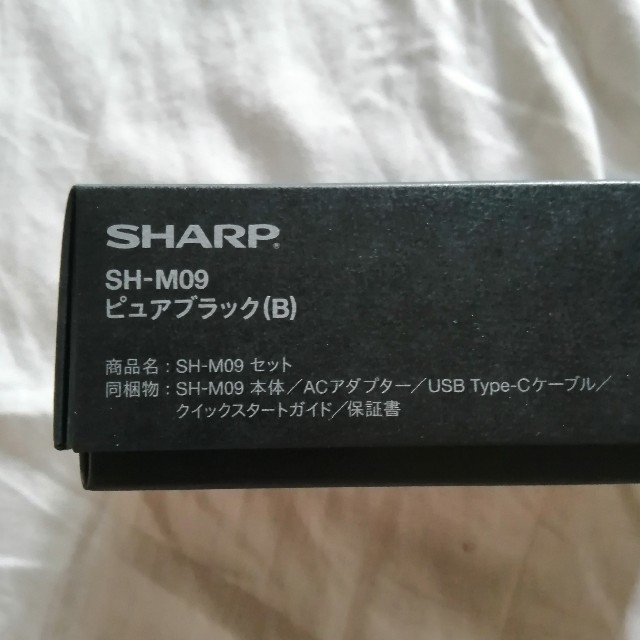 SHARP
SH-M09
ピュアブラック(B)
商品名：SH-M09 セット
同梱物：SH-M09 本体／ACアダプター／USB Type-Cケーブル／
クイックスタートガイド／保証書